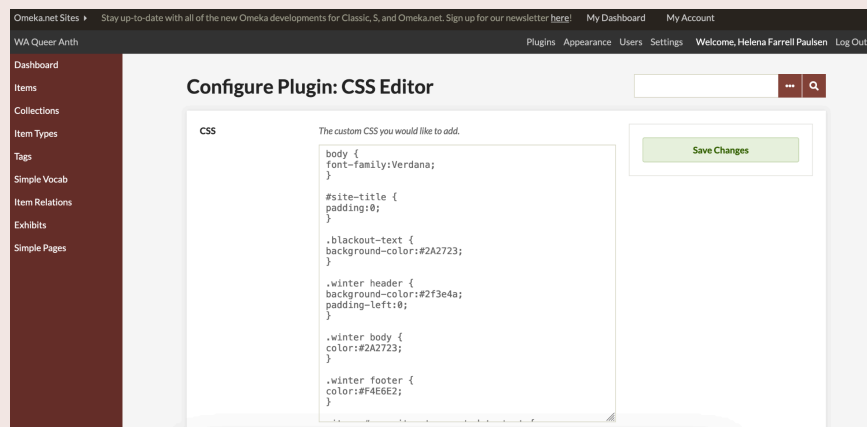 Omeka.net Sites ▸ Stay up-to-date with all of the new Omeka developments for Classic, S, and Omeka.net. Sign up for our newsletter here! My Dashboard My Account
WA Queer Anth Plugins Appearance Users Settings Welcome, Helena Farrell Paulsen Log Out
Dashboard
Items
Collections
Item Types
Tags
Simple Vocab
Item Relations
Exhibits
Simple Pages
Configure Plugin: CSS Editor
CSS
The custom CSS you would like to add.
body {
font-family:Verdana;
}
#site-title {
padding:0;
}
.blackout-text {
background-color:#2A2723;
}
.winter header {
background-color:#2f3e4a;
padding-left:0;
}
.winter body {
color:#2A2723;
}
.winter footer {
color:#F4E6E2;
}
Save Changes